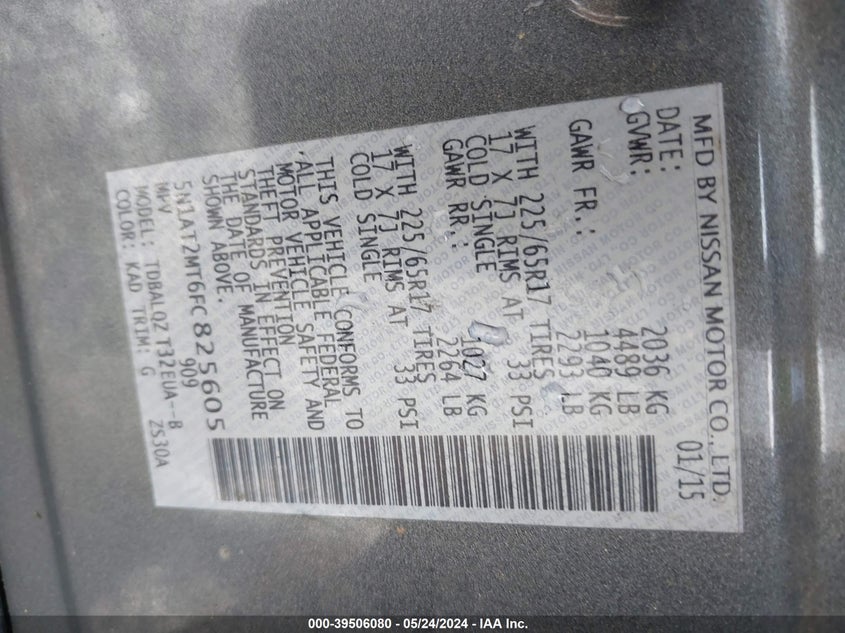 MFD BY NISSAN MOTOR CO., LTD.
DATE: 01/15
GVWR: 2036 KG
4489 LB
GAWR FR.: 1040 KG
2293 LB
WITH 225/65R17 TIRES
17 X 7J RIMS AT 33 PSI
COLD SINGLE
GAWR RR.: 1027 KG
2264 LB
WITH 225/65R17 TIRES
17 X 7J RIMS AT 33 PSI
COLD SINGLE
THIS VEHICLE CONFORMS TO
ALL APPLICABLE FEDERAL
MOTOR VEHICLE SAFETY AND
THEFT PREVENTION
STANDARDS IN EFFECT ON
THE DATE OF MANUFACTURE
SHOWN ABOVE.
5N1AT2MT6FC825605
MPV 909
MODEL: TDBALQZ T32EUA--B
COLOR: KAD TRIM: G 2S30A
000-39506080 - 05/24/2024 - IAA Inc.